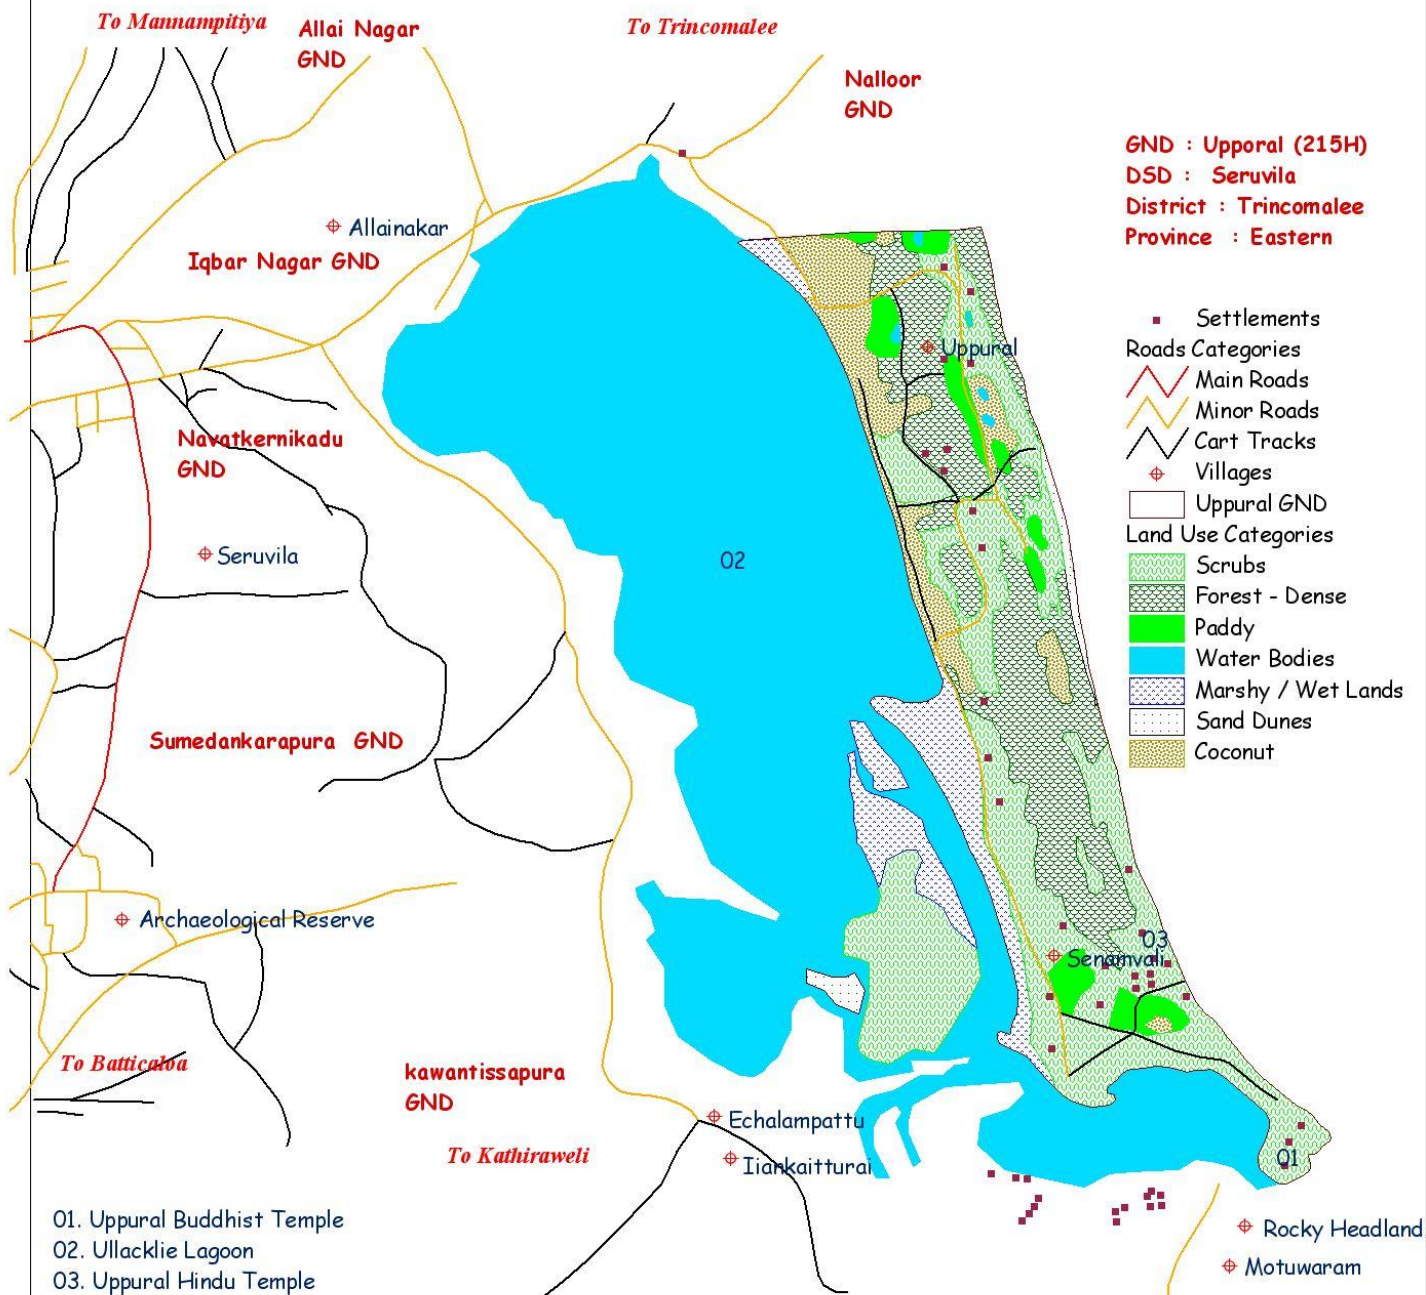 To Mannampitiya
Allai Nagar
GND
To Trincomalee
Nalloor
GND
GND : Upporal (215H)
DSD : Seruvila
District : Trincomalee
Province : Eastern
Allainakar
Iqbar Nagar GND
Settlements
Roads Categories
Main Roads
Minor Roads
Cart Tracks
Villages
Uppural GND
Land Use Categories
Scrubs
Forest - Dense
Paddy
Water Bodies
Marshy / Wet Lands
Sand Dunes
Coconut
Uppural
Navatkernikadu
GND
Seruvila
02
Sumedankarapura GND
Archaeological Reserve
03
Senamvali
To Batticaloa
kawantissapura
GND
Echalampattu
To Kathiraweli
Iiankaitturai
01
01. Uppural Buddhist Temple
02. Ullacklie Lagoon
03. Uppural Hindu Temple
Rocky Headland
Motuwaram